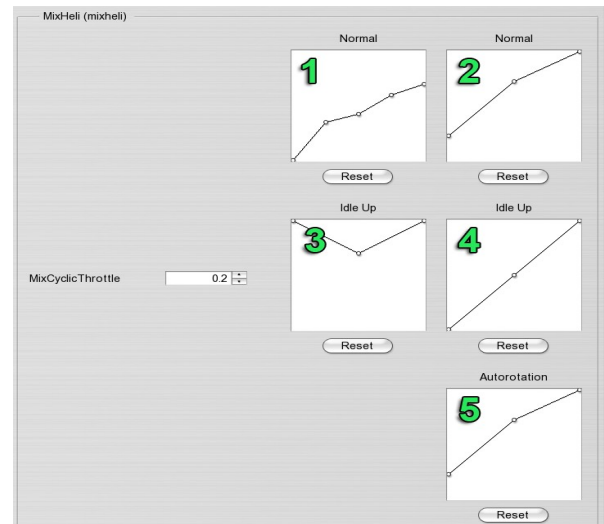 MixHeli (mixheli)
Normal
Normal
1
2
Reset
Reset
Idle Up
Idle Up
3
4
MixCyclicThrottle 0.2
Reset
Reset
Autorotation
5
Reset